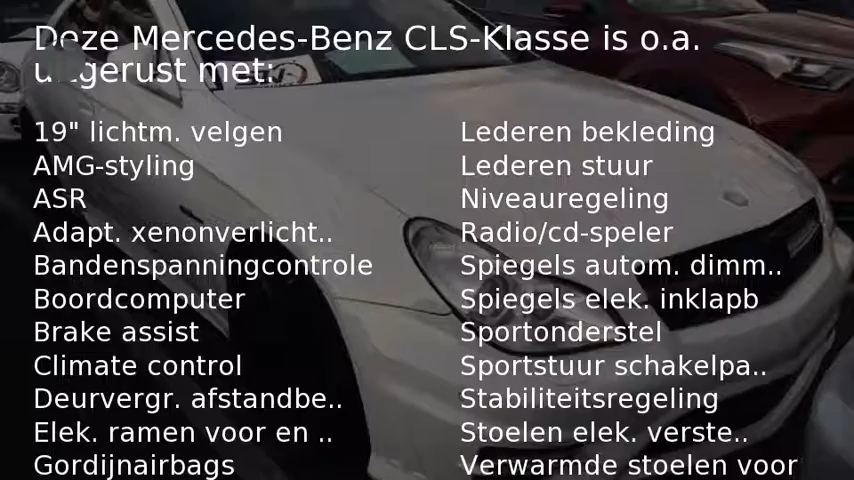 Deze Mercedes-Benz CLS-Klasse is o.a.
uitgerust met:
19" lichtm. velgen
AMG-styling
ASR
Adapt. xenonverlicht..
Bandenspanningcontrole
Boordcomputer
Brake assist
Climate control
Deurvergr. afstandbe..
Elek. ramen voor en ..
Gordijnairbags
Lederen bekleding
Lederen stuur
Niveauregeling
Radio/cd-speler
Spiegels autom. dimm..
Spiegels elek. inklapb
Sportonderstel
Sportstuur schakelpa..
Stabiliteitsregeling
Stoelen elek. verste..
Verwarmde stoelen voor